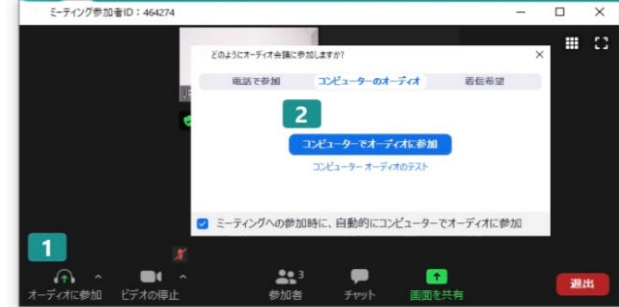 ミーティング参加者ID：464274
どのようにオーディオ会議に参加しますか?
電話で参加
コンピューターのオーディオ
着信希望
2
コンピューターでオーディオに参加
コンピューター オーディオのテスト
ミーティングへの参加時に、自動的にコンピューターでオーディオに参加
1
オーディオに参加
ビデオの停止
参加者
3
チャット
画面を共有
退出